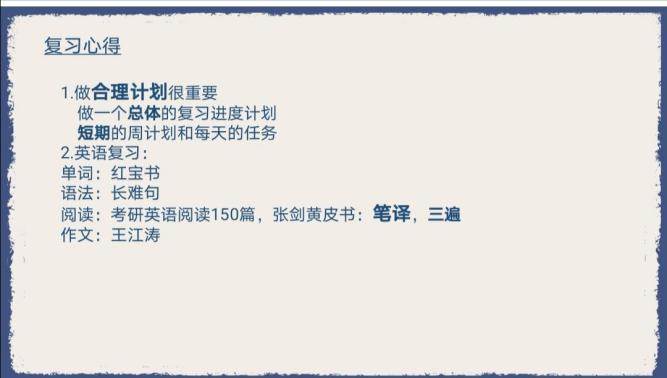 复习心得
1.做合理计划很重要
做一个总体的复习进度计划
短期的周计划和每天的任务
2.英语复习：
单词：红宝书
语法：长难句
阅读：考研英语阅读150篇，张剑黄皮书：笔译，三遍
作文：王江涛